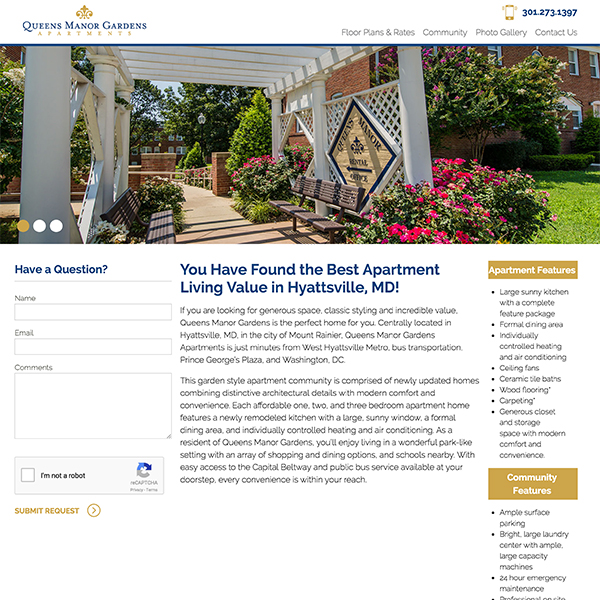 QUEENS MANOR GARDENS
APARTMENTS
301.273.1397
Floor Plans & Rates Community Photo Gallery Contact Us
QUEENS MANOR
RENTAL
OFFICE
Have a Question?
Name
Email
Comments
I'm not a robot
reCAPTCHA
Privacy - Terms
SUBMIT REQUEST
You Have Found the Best Apartment
Living Value in Hyattsville, MD!
If you are looking for generous space, classic styling and incredible value,
Queens Manor Gardens is the perfect home for you. Centrally located in
Hyattsville, MD, in the city of Mount Rainier, Queens Manor Gardens
Apartments is just minutes from West Hyattsville Metro, bus transportation,
Prince George's Plaza, and Washington, DC.
This garden style apartment community is comprised of newly updated homes
combining distinctive architectural details with modern comfort and
convenience. Each affordable one, two, and three bedroom apartment home
features a newly remodeled kitchen with a large, sunny window, a formal
dining area, and individually controlled heating and air conditioning. As a
resident of Queens Manor Gardens, you'll enjoy living in a wonderful park-like
setting with an array of shopping and dining options, and schools nearby. With
easy access to the Capital Beltway and public bus service available at your
doorstep, every convenience is within your reach.
Apartment Features
• Large sunny kitchen
with a complete
feature package
• Formal dining area
• Individually
controlled heating
and air conditioning
• Ceiling fans
• Ceramic tile baths
• Wood flooring*
• Carpeting*
• Generous closet
and storage
space with modern
comfort and
convenience.
Community
Features
• Ample surface
parking
• Bright, large laundry
center with ample,
large capacity
machines
• 24 hour emergency
maintenance
• Professional on site